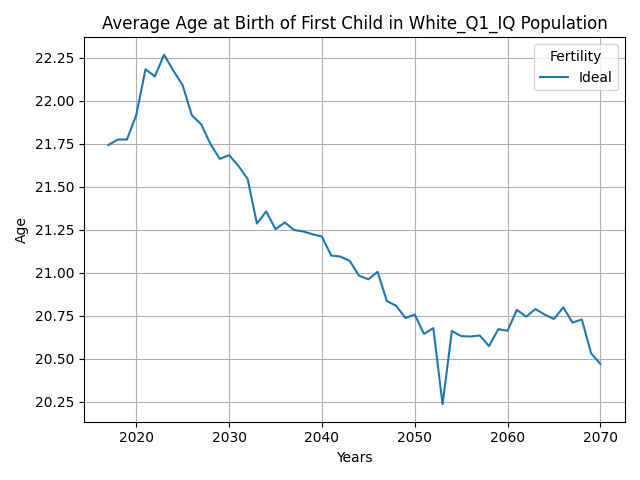 Average Age at Birth of First Child in White_Q1_IQ Population
Fertility
Ideal
22.25
22.00
21.75
21.50
21.25
21.00
20.75
20.50
20.25
Age
2020 2030 2040 2050 2060 2070
Years